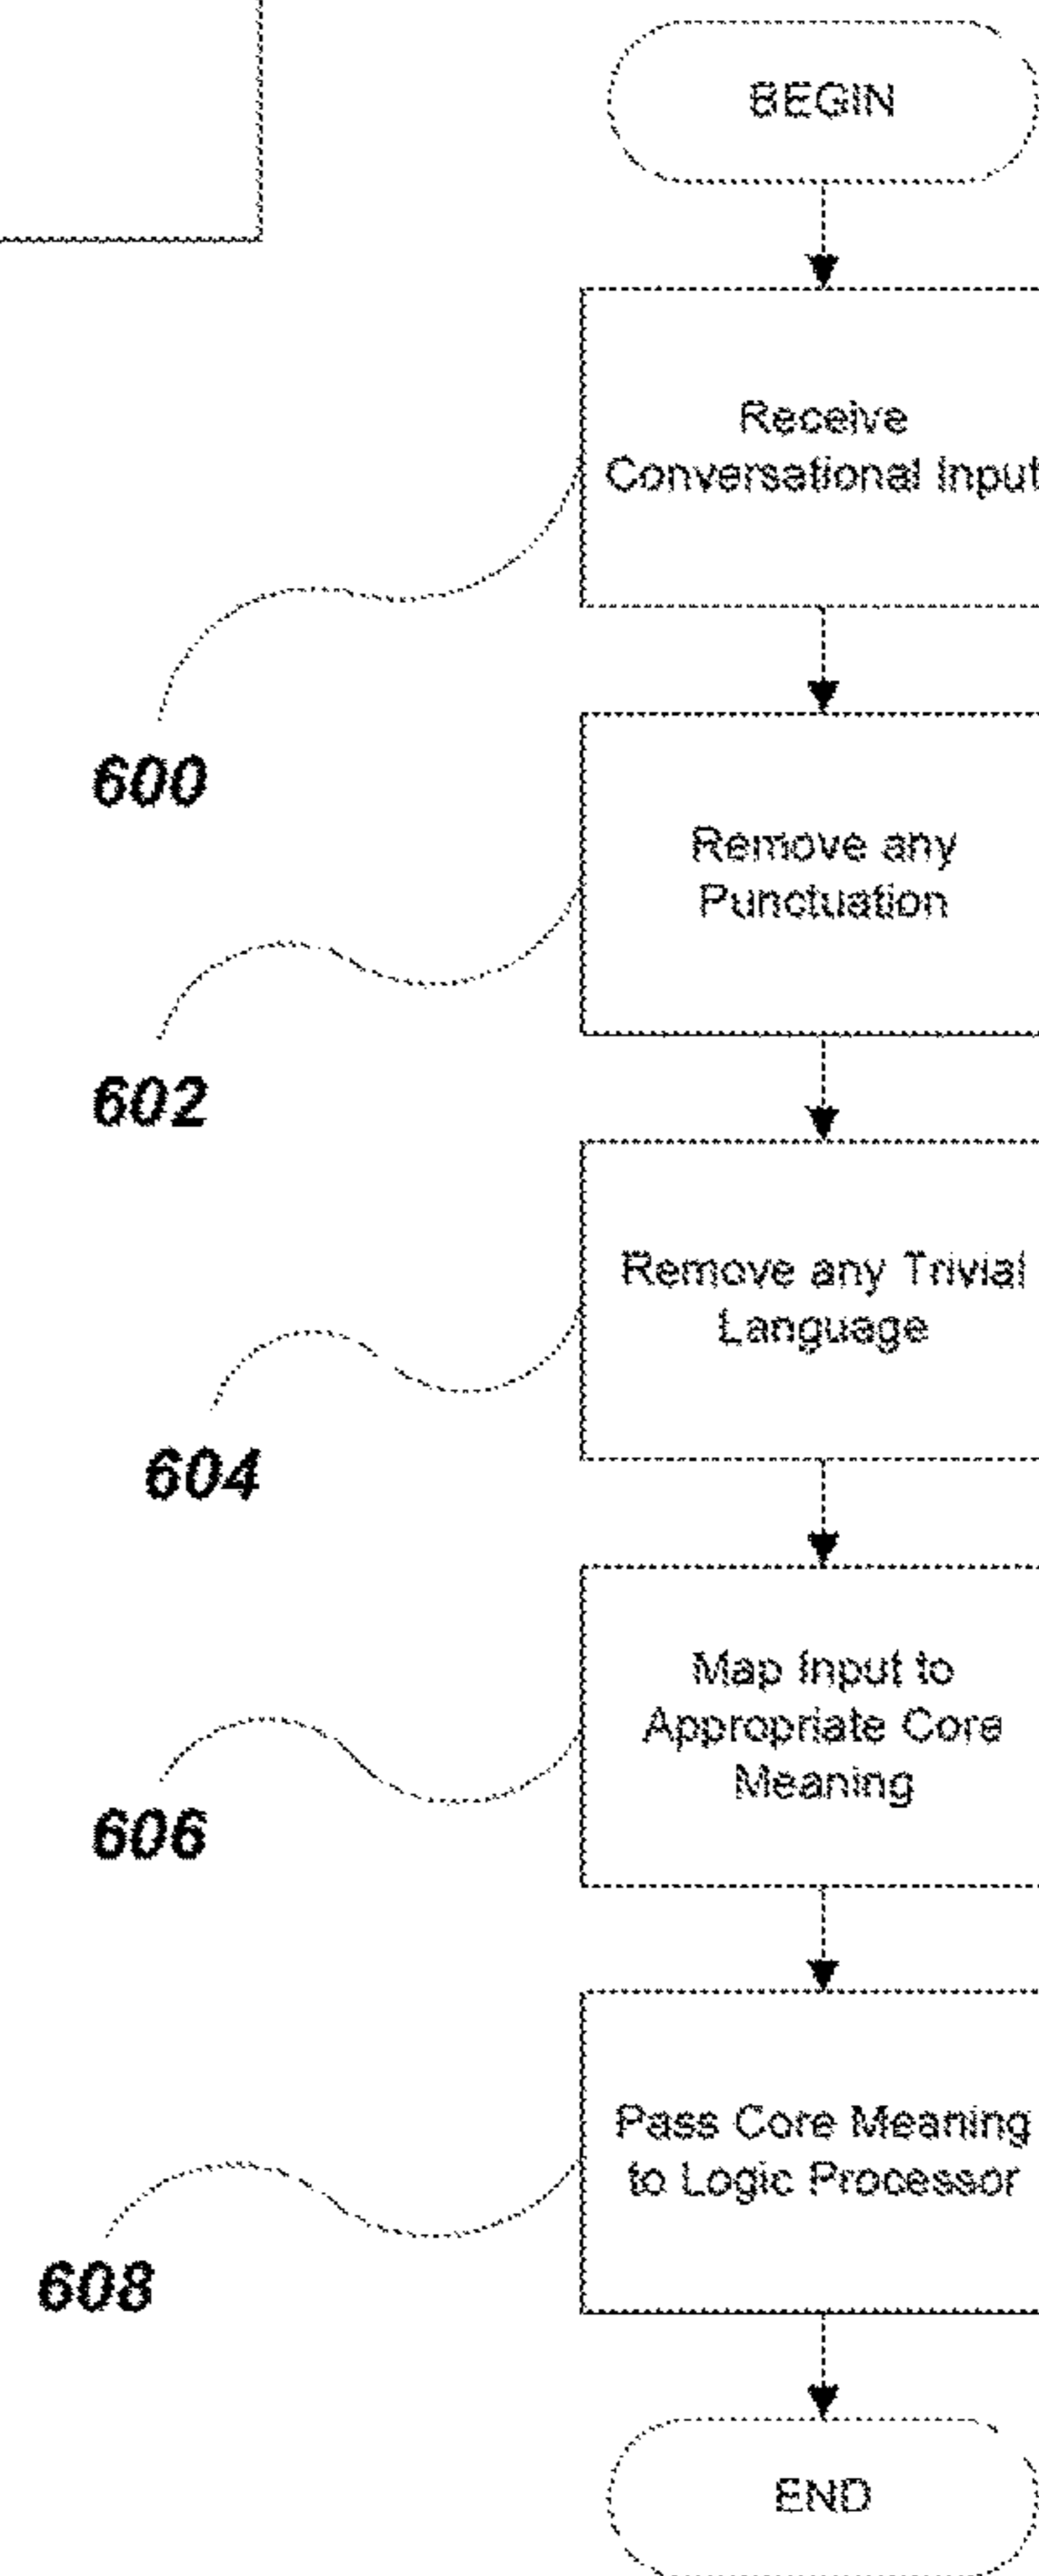 BEGIN
Receive
Conversational Input
600
Remove any
Punctuation
602
Remove any Trivial
Language
604
Map Input to
Appropriate Core
Meaning
606
Pass Core Meaning
to Logic Processor
608
END